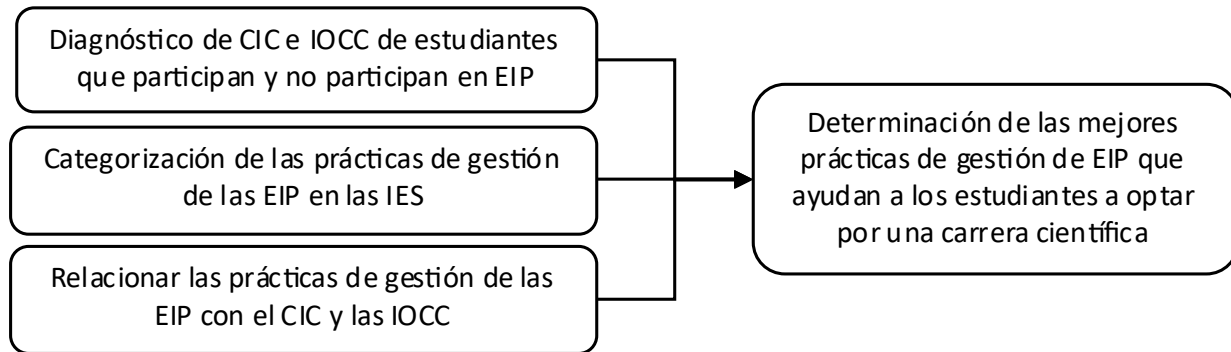 Diagnóstico de CIC e IOCC de estudiantes
que participan y no participan en EIP
Categorización de las prácticas de gestión
de las EIP en las IES
Relacionar las prácticas de gestión de las
EIP con el CIC y las IOCC
Determinación de las mejores
prácticas de gestión de EIP que
ayudan a los estudiantes a optar
por una carrera científica